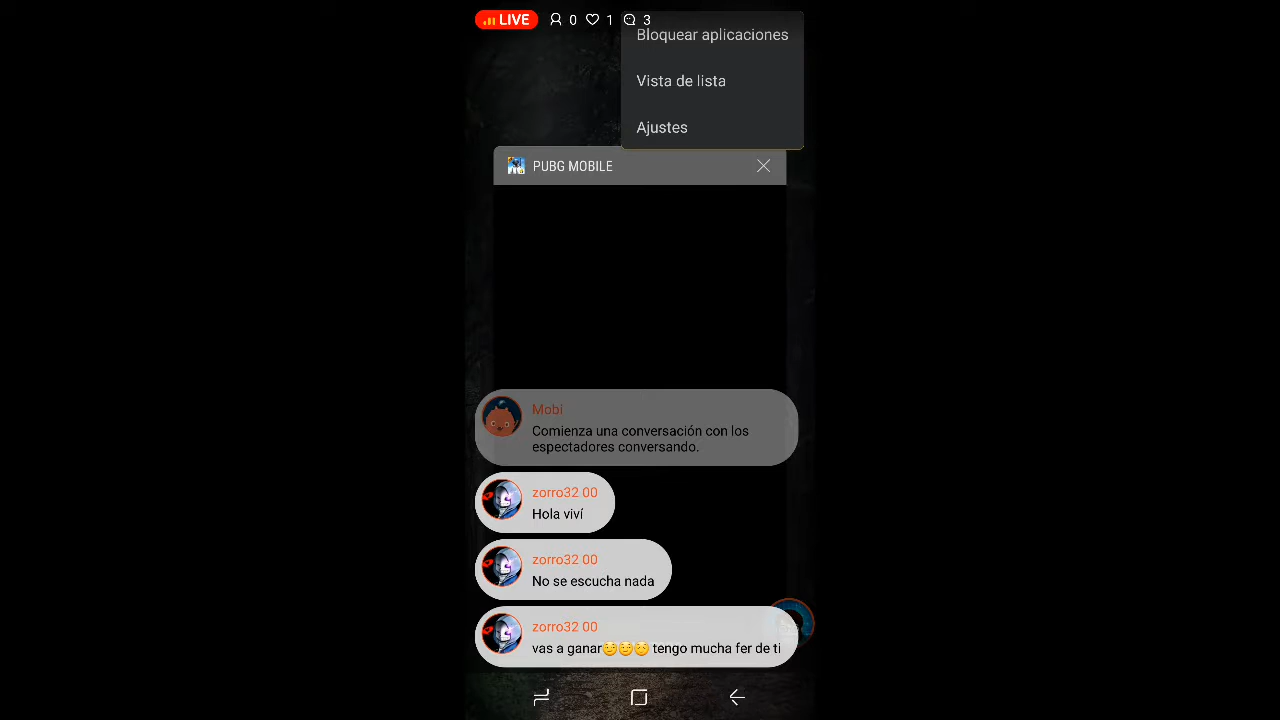 LIVE 0 1 3
Bloquear aplicaciones
Vista de lista
Ajustes
PUBG MOBILE
Mobi
Comienza una conversación con los
espectadores conversando.
zorro32 00
Hola viví
zorro32 00
No se escucha nada
zorro32 00
vas a ganar😏😏😏 tengo mucha fer de ti